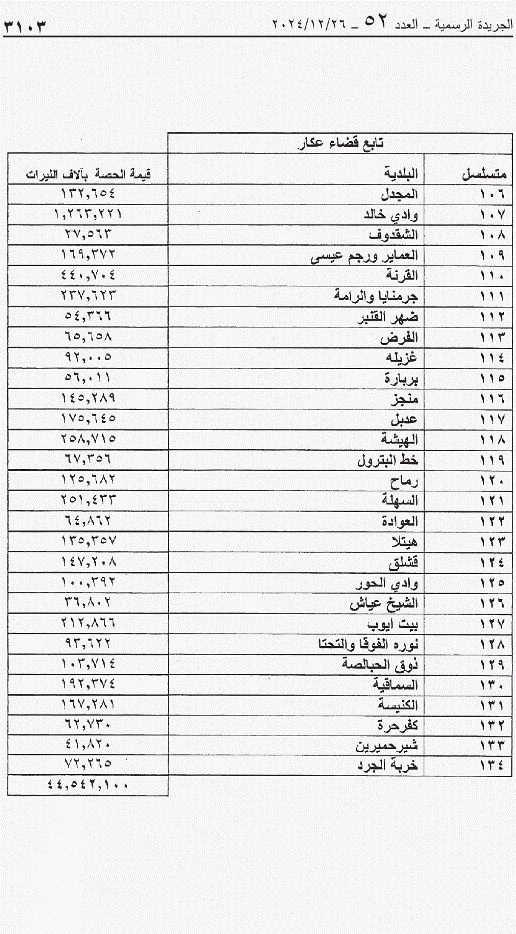 الجريدة الرسمية ــ العدد ٥٢ ــ ٢٠٢٤/١٢/٢٦ ٣١٠٣
تابع قضاء عكار
متسلسل البلدية قيمة الحصة بآلاف الليرات
١٠٦ المجدل ١٣٢,٦٥٤
١٠٧ وادي خالد ١,٢٦٣,٢٢١
١٠٨ الشقدوف ٢٧,٥٦٣
١٠٩ العماير ورجم عيسى ١٦٩,٣٧٢
١١٠ القرنة ٤٤٠,٧٠٤
١١١ جرمنايا والرامة ٢٣٧,٦٢٣
١١٢ ضهر القنبر ٥٤,٣٦٦
١١٣ الفرض ٦٥,٦٥٨
١١٤ غزيله ٩٢,٠٠٥
١١٥ بربارة ٥٦,٠١١
١١٦ منجز ١٤٥,٢٨٩
١١٧ عدبل ١٧٥,٦٤٥
١١٨ الهيشة ٢٥٨,٧١٥
١١٩ خط البترول ٦٧,٣٥٦
١٢٠ رماح ١٢٥,٦٨٢
١٢١ السهلة ٢٥١,٤٣٣
١٢٢ العوادة ٦٤,٨٦٢
١٢٣ هيتلا ١٣٥,٣٥٧
١٢٤ قشلق ١٤٧,٢٠٨
١٢٥ وادي الحور ١٠٠,٣٩٢
١٢٦ الشيخ عياش ٣٦,٨٠٢
١٢٧ بيت ايوب ٢١٢,٨٦٦
١٢٨ نوره الفوقا والتحتا ٩٣,٦٢٢
١٢٩ ذوق الحبالصة ١٠٣,٧١٤
١٣٠ السماقية ١٩٢,٣٧٤
١٣١ الكنيسة ١٦٧,٢٨١
١٣٢ كفرحرة ٦٢,٧٣٠
١٣٣ شيرحميرين ٤١,٨٢٠
١٣٤ خربة الجرد ٧٢,٢٦٥
٤٤,٥٤٢,١٠٠